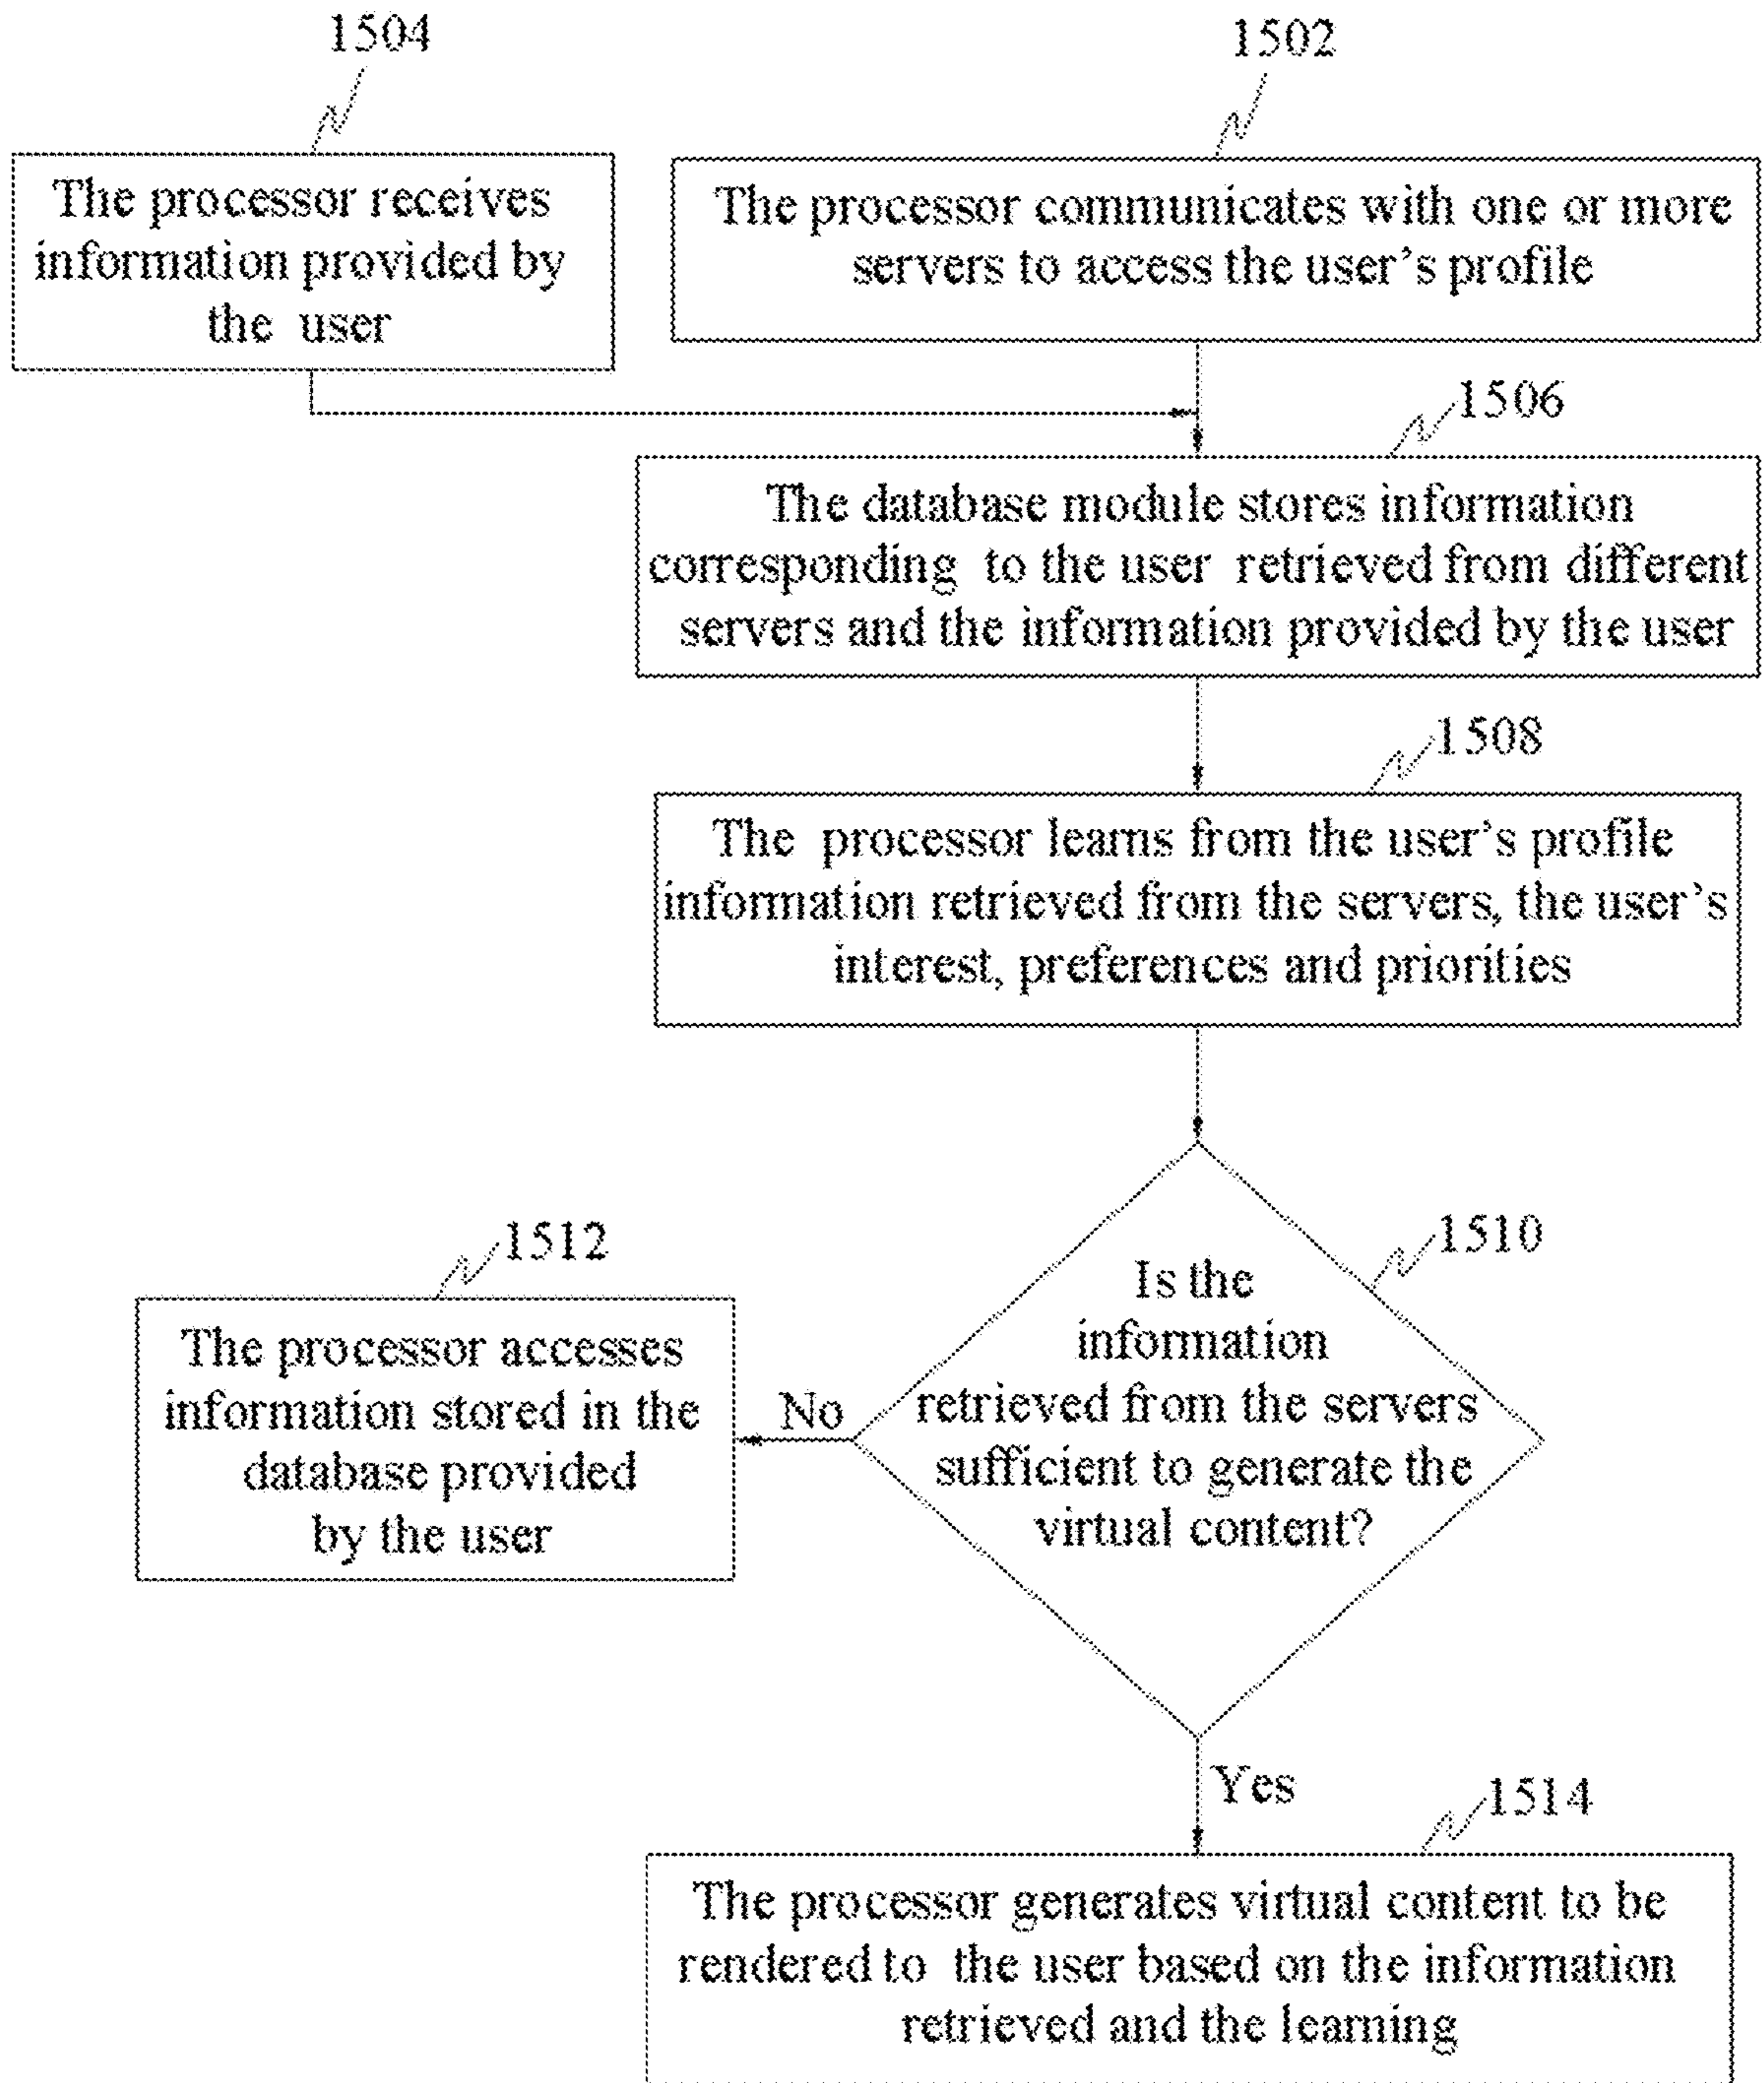 1504
1502
The processor receives
information provided by
the user
The processor communicates with one or more
servers to access the user's profile
1506
The database module stores information
corresponding to the user retrieved from different
servers and the information provided by the user
1508
The processor learns from the user's profile
information retrieved from the servers, the user's
interest, preferences and priorities
1510
Is the
information
retrieved from the servers
sufficient to generate the
virtual content?
No
1512
The processor accesses
information stored in the
database provided
by the user
Yes
1514
The processor generates virtual content to be
rendered to the user based on the information
retrieved and the learning